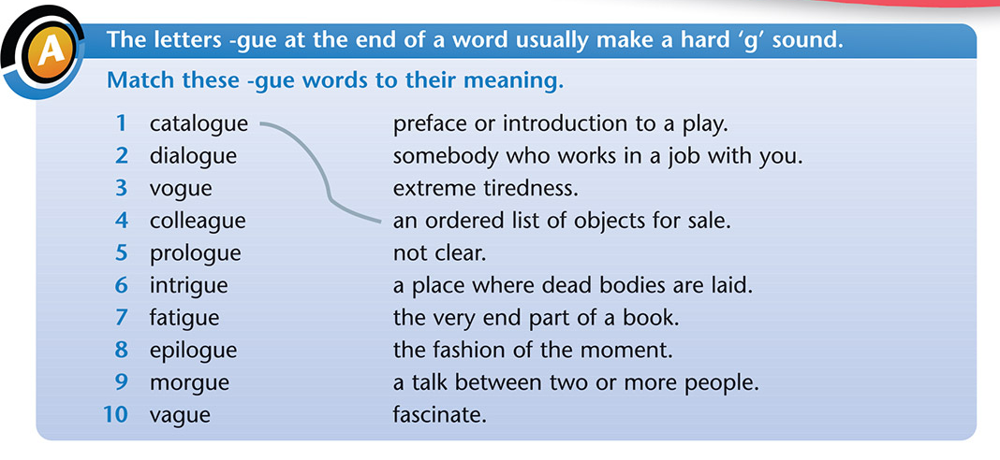 A
The letters -gue at the end of a word usually make a hard ‘g’ sound.
Match these -gue words to their meaning.
1 catalogue preface or introduction to a play.
2 dialogue somebody who works in a job with you.
3 vogue extreme tiredness.
4 colleague an ordered list of objects for sale.
5 prologue not clear.
6 intrigue a place where dead bodies are laid.
7 fatigue the very end part of a book.
8 epilogue the fashion of the moment.
9 morgue a talk between two or more people.
10 vague fascinate.